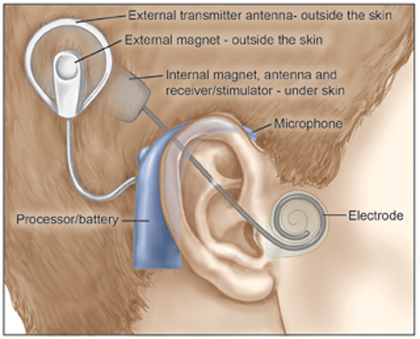 External transmitter antenna- outside the skin
External magnet - outside the skin
Internal magnet, antenna and
receiver/stimulator - under skin
Microphone
Processor/battery
Electrode